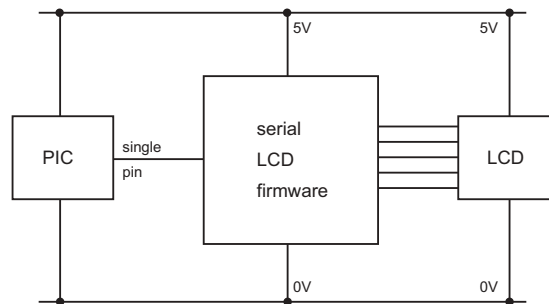 5V
5V
single
pin
PIC
serial
LCD
firmware
LCD
0V
0V